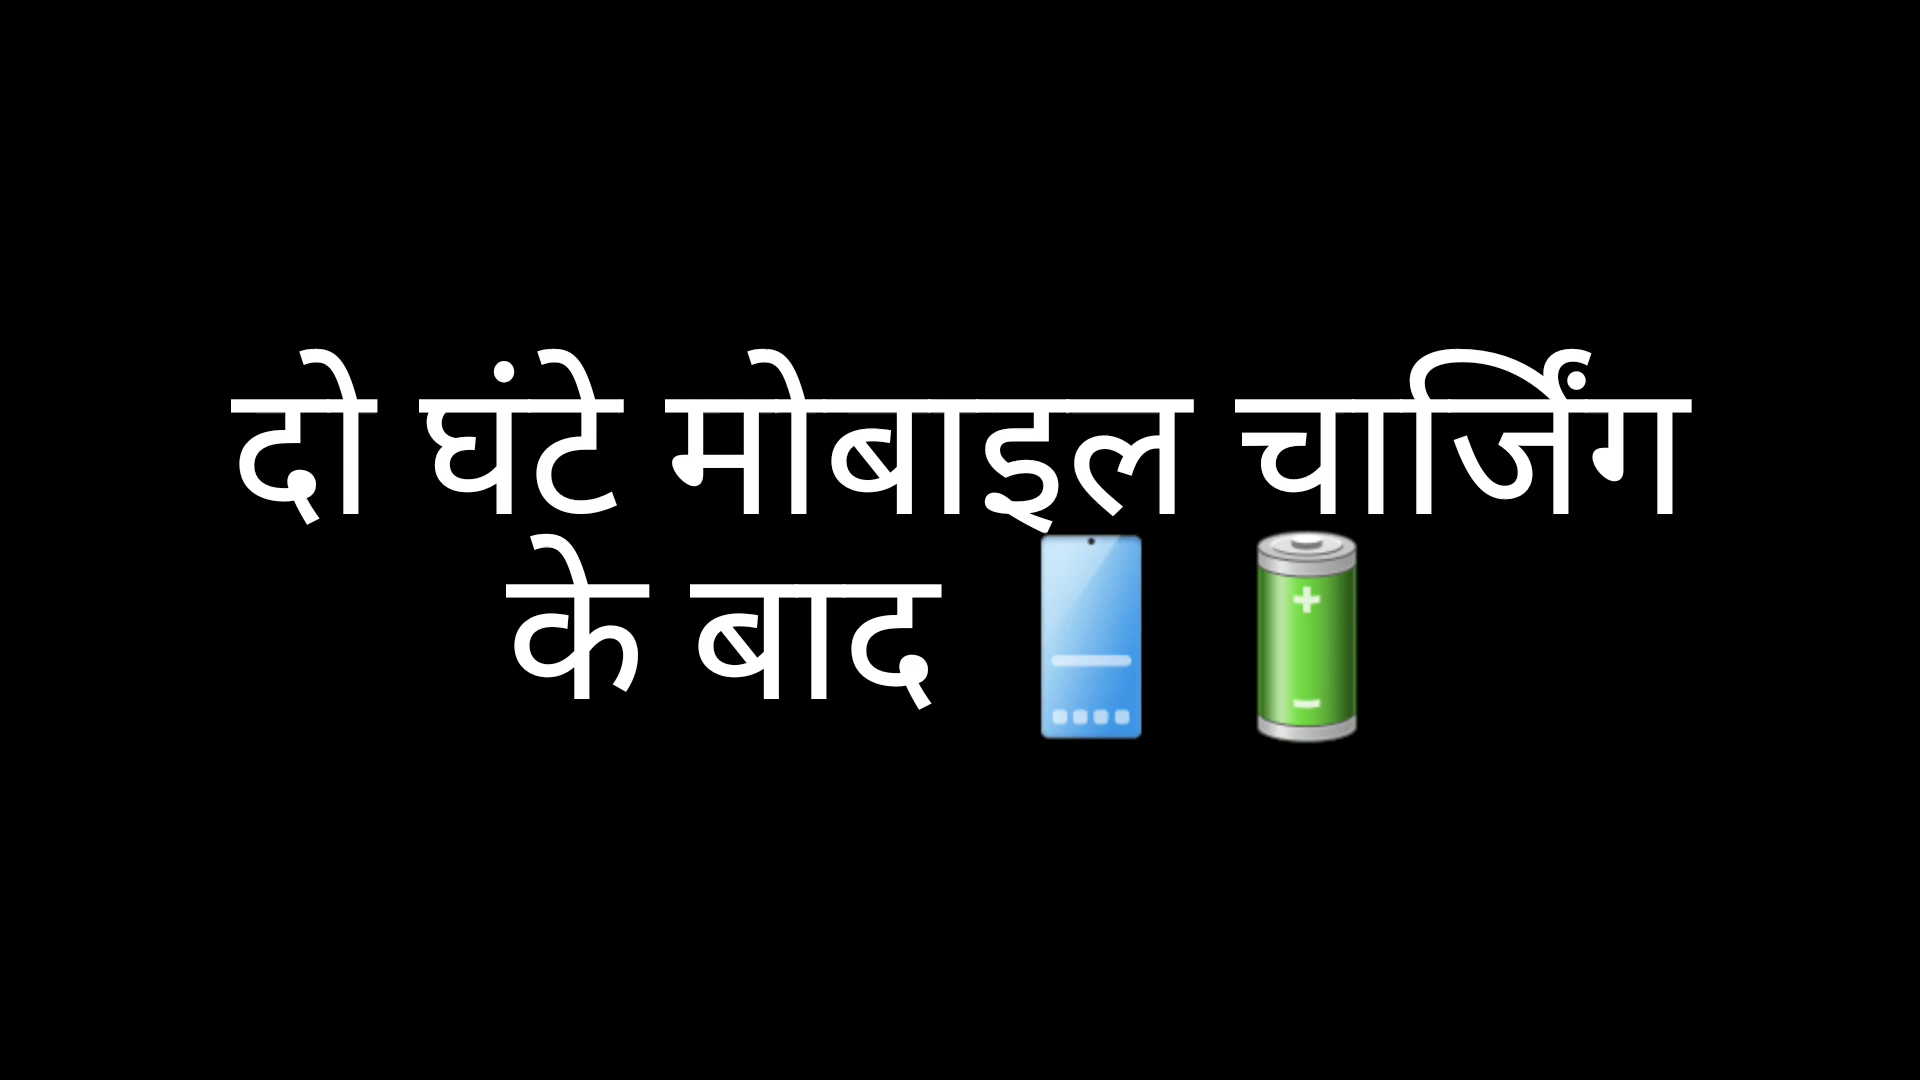 दो घंटे मोबाइल चार्जिंग
के बाद 📱 🔋